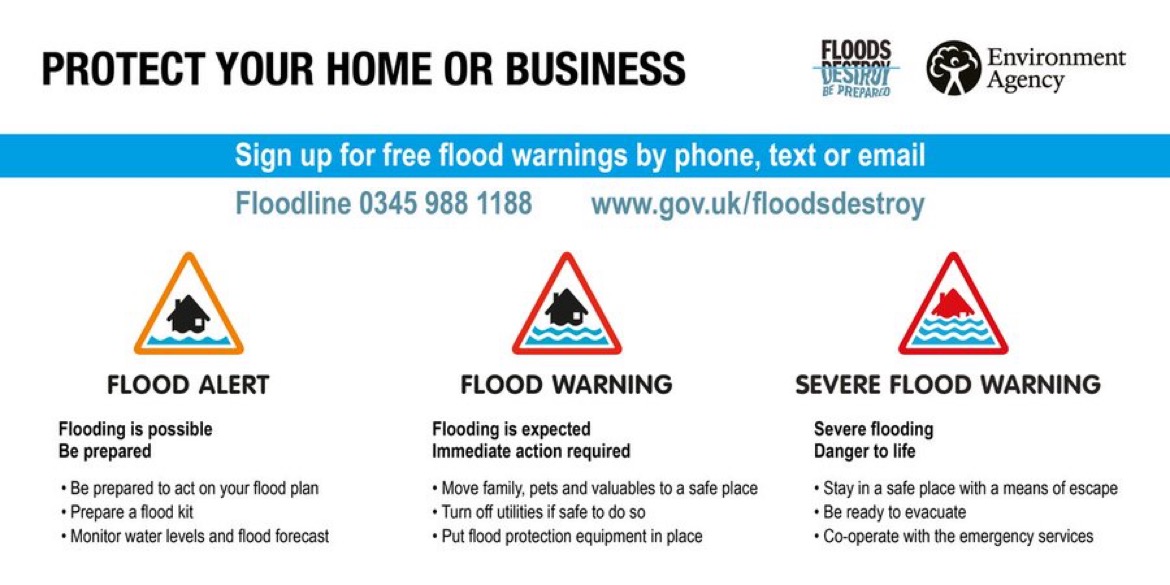 PROTECT YOUR HOME OR BUSINESS
FLOODS
DESTROY
BE PREPARED
Environment
Agency
Sign up for free flood warnings by phone, text or email
Floodline 0345 988 1188 www.gov.uk/floodsdestroy
FLOOD ALERT
Flooding is possible
Be prepared
• Be prepared to act on your flood plan
• Prepare a flood kit
• Monitor water levels and flood forecast
FLOOD WARNING
Flooding is expected
Immediate action required
• Move family, pets and valuables to a safe place
• Turn off utilities if safe to do so
• Put flood protection equipment in place
SEVERE FLOOD WARNING
Severe flooding
Danger to life
• Stay in a safe place with a means of escape
• Be ready to evacuate
• Co-operate with the emergency services